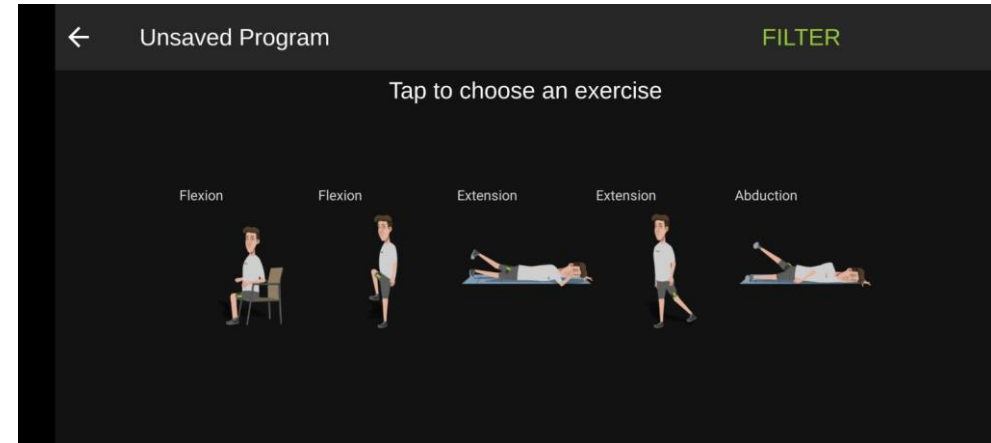 Unsaved Program
FILTER
Tap to choose an exercise
Flexion
Flexion
Extension
Extension
Abduction